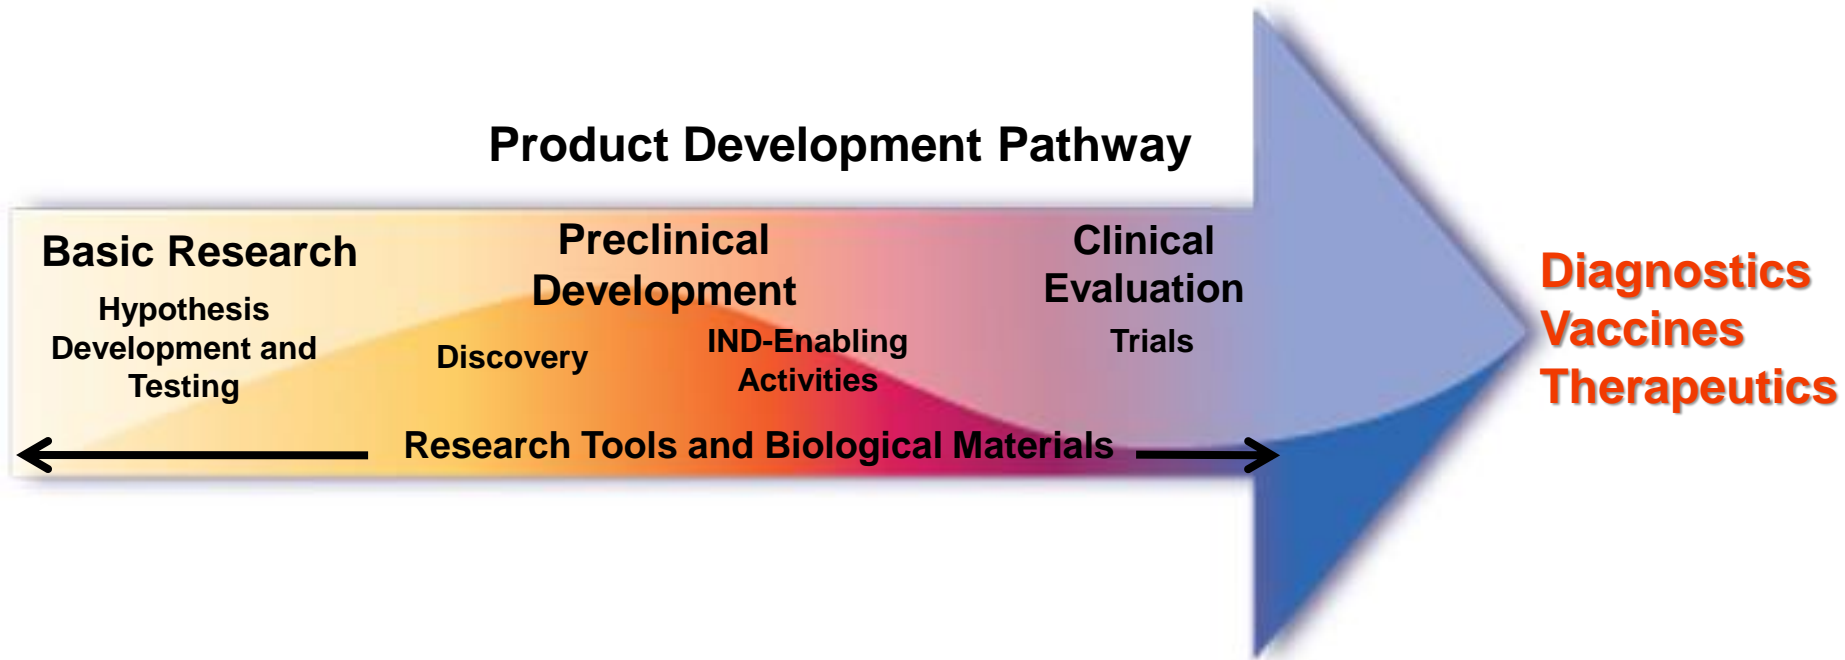 Product Development Pathway
Basic Research
Hypothesis
Development and
Testing
Preclinical
Development
Discovery
IND-Enabling
Activities
Clinical
Evaluation
Trials
Research Tools and Biological Materials
Diagnostics
Vaccines
Therapeutics